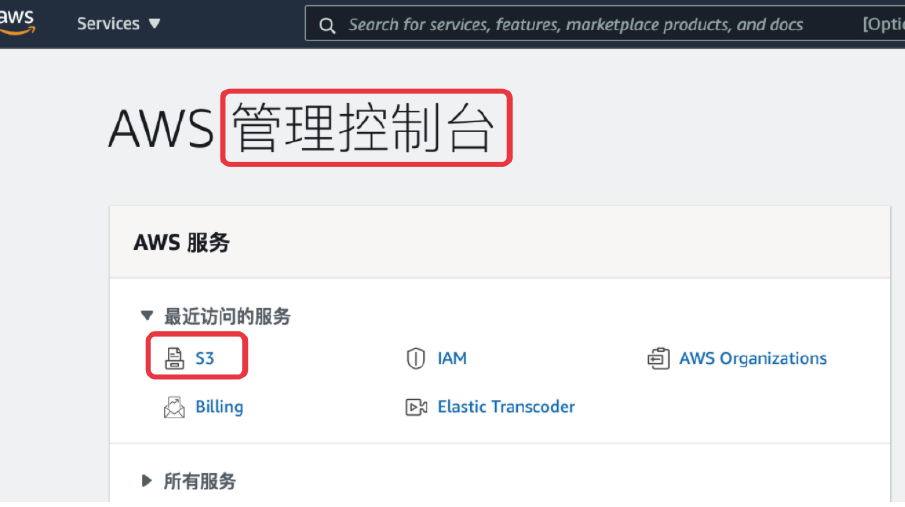 aws Services ▼ Search for services, features, marketplace products, and docs [Optio
AWS 管理控制台
AWS 服务
▼ 最近访问的服务
S3 IAM AWS Organizations
Billing Elastic Transcoder
▶ 所有服务